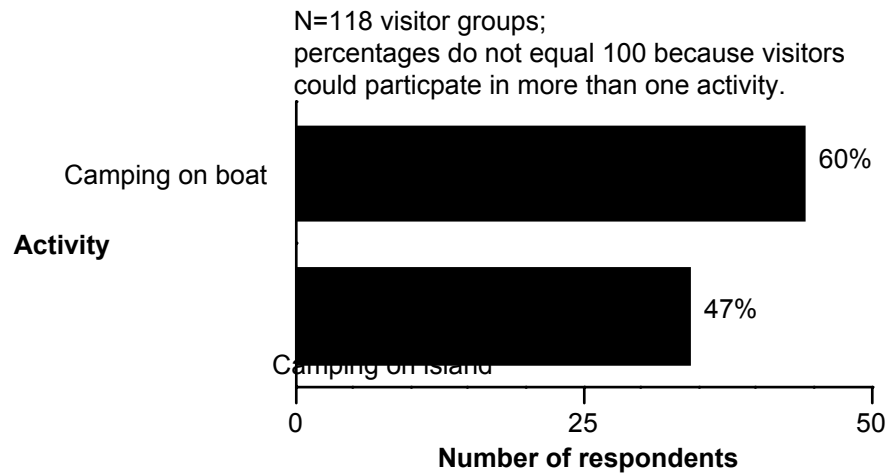 N=118 visitor groups;
percentages do not equal 100 because visitors
could particpate in more than one activity.
Camping on boat
60%
Activity
47%
Camping on island
0
25
50
Number of respondents